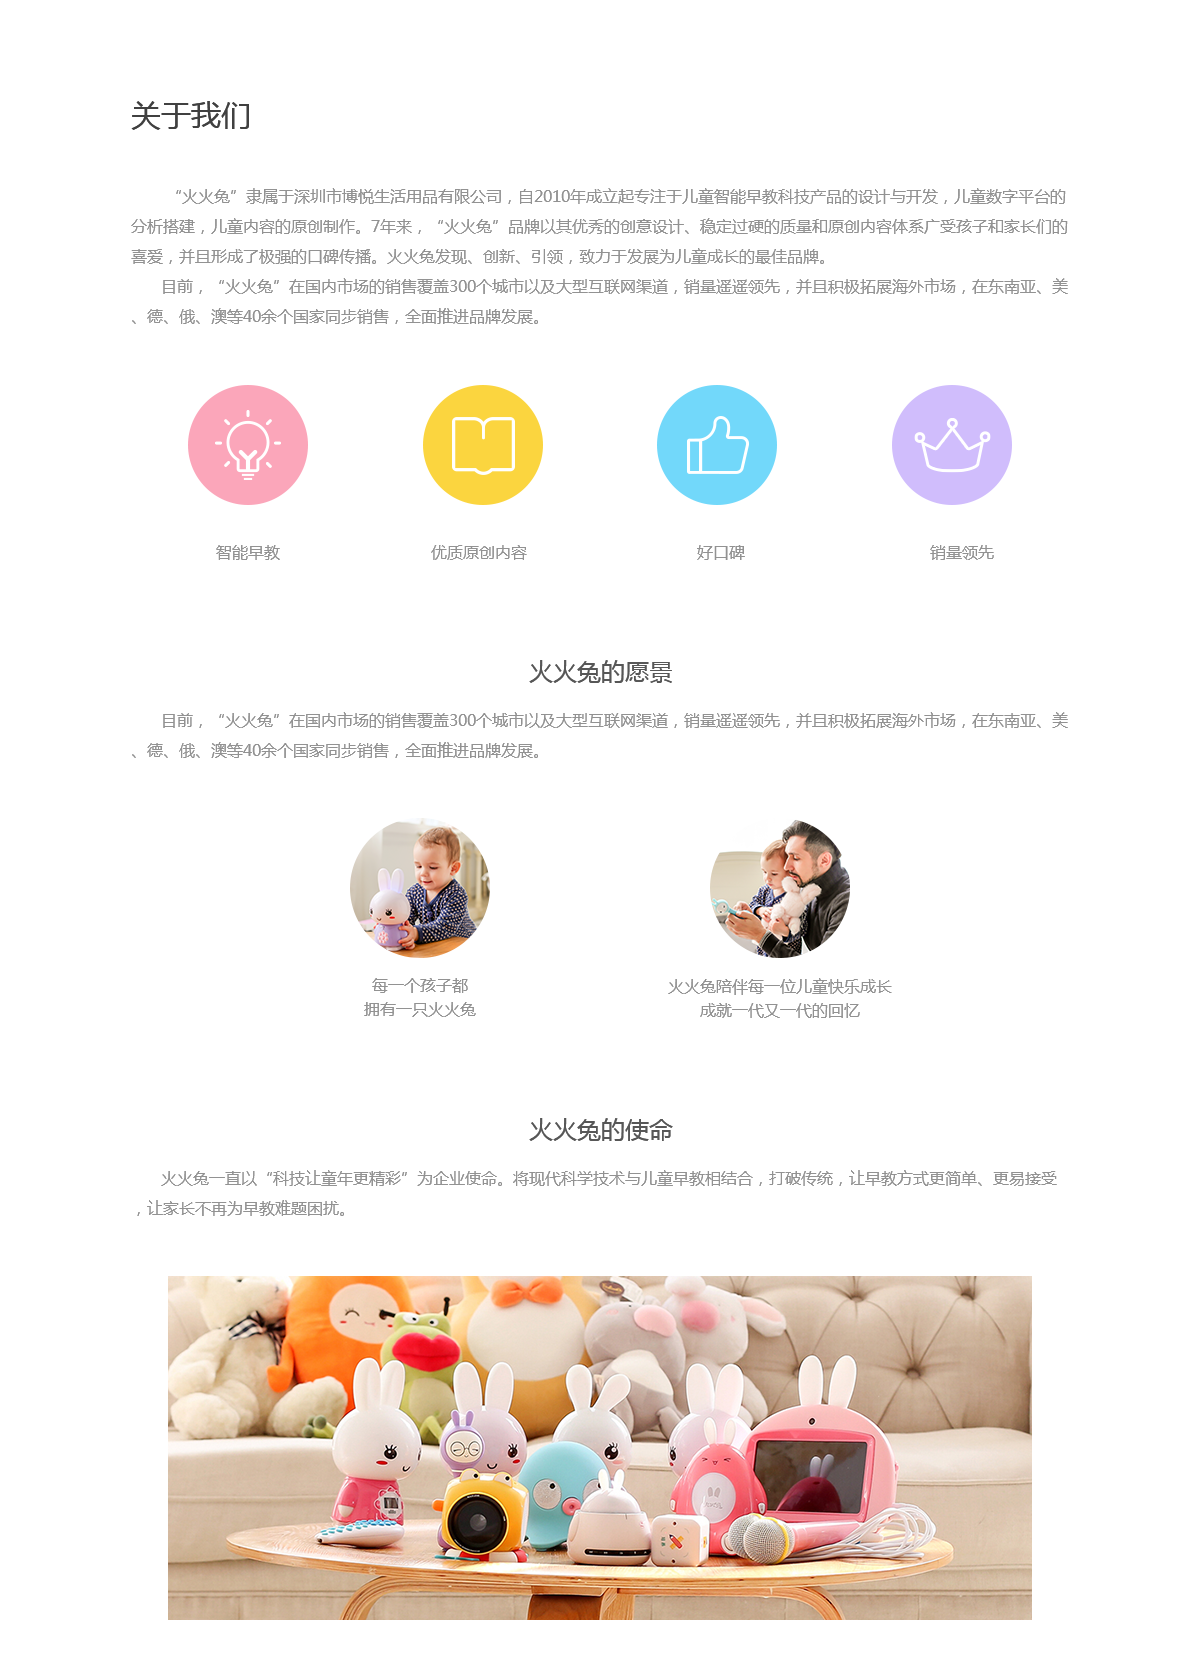 关于我们
“火火兔”隶属于深圳市博悦生活用品有限公司，自2010年成立起专注于儿童智能早教科技产品的设计与开发，儿童数字平台的
分析搭建，儿童内容的原创制作。7年来，“火火兔”品牌以其优秀的创意设计、稳定过硬的质量和原创内容体系广受孩子和家长们的
喜爱，并且形成了极强的口碑传播。火火兔发现、创新、引领，致力于发展为儿童成长的最佳品牌。
目前，“火火兔”在国内市场的销售覆盖300个城市以及大型互联网渠道，销量遥遥领先，并且积极拓展海外市场，在东南亚、美
、德、俄、澳等40余个国家同步销售，全面推进品牌发展。
智能早教
优质原创内容
好口碑
销量领先
火火兔的愿景
目前，“火火兔”在国内市场的销售覆盖300个城市以及大型互联网渠道，销量遥遥领先，并且积极拓展海外市场，在东南亚、美
、德、俄、澳等40余个国家同步销售，全面推进品牌发展。
每一个孩子都
拥有一只火火兔
火火兔陪伴每一位儿童快乐成长
成就一代又一代的回忆
火火兔的使命
火火兔一直以“科技让童年更精彩”为企业使命。将现代科学技术与儿童早教相结合，打破传统，让早教方式更简单、更易接受
，让家长不再为早教难题困扰。